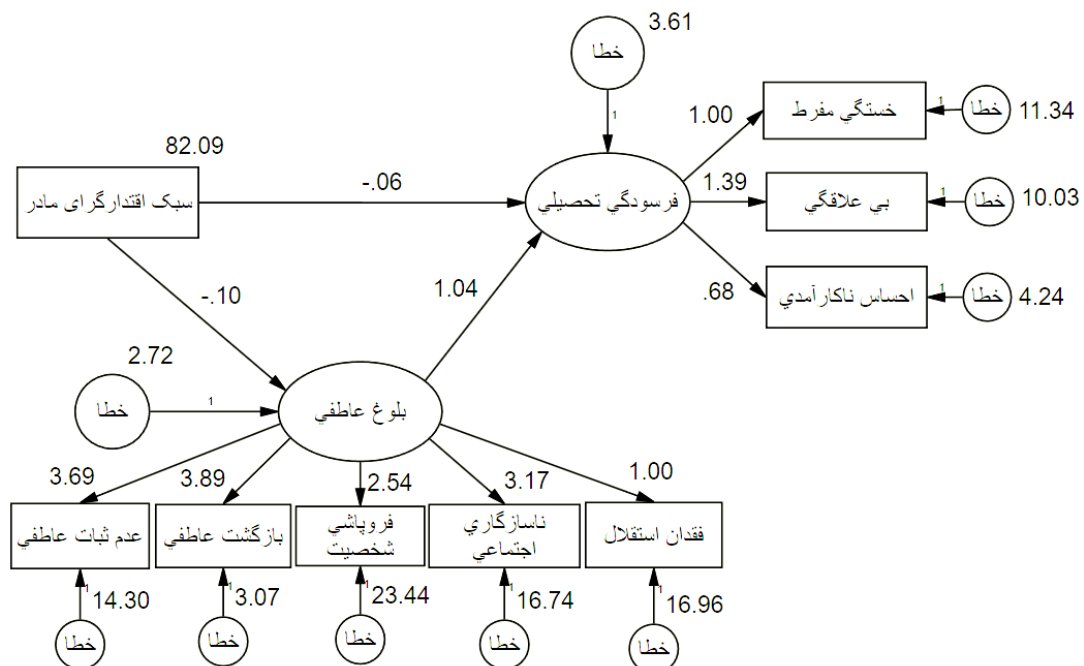 3.61
خطا
1
1.00
خستگي مفرط
1
خطا
11.34
82.09
سبک اقتدارگرای مادر
-.06
فرسودگي تحصيلي
1.39
بي علاقگي
1
خطا
10.03
-.10
1.04
.68
احساس ناکارآمدي
1
خطا
4.24
2.72
خطا
1
بلوغ عاطفي
3.69
3.89
2.54
3.17
1.00
عدم ثبات عاطفي
بازگشت عاطفي
فروپاشي
شخصيت
ناسازگاري
اجتماعي
فقدان استقلال
1
14.30
1
3.07
1
23.44
1
16.74
1
16.96
خطا
خطا
خطا
خطا
خطا